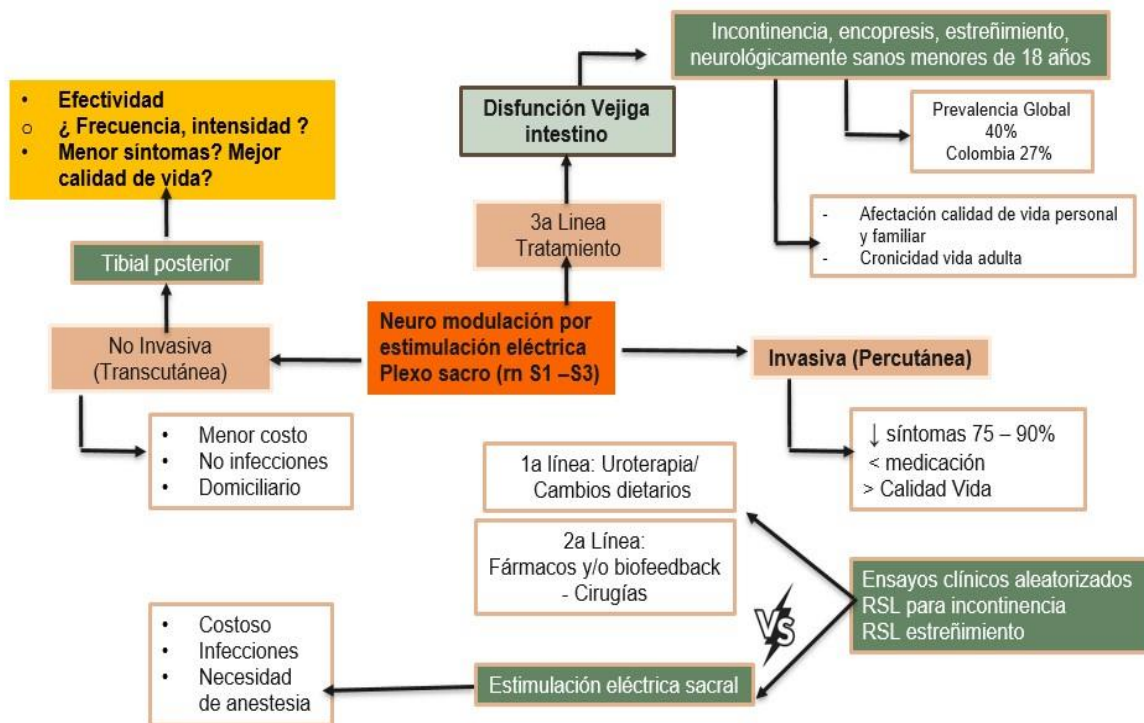 Incontinencia, encopresis, estreñimiento,
neurológicamente sanos menores de 18 años
• Efectividad
o ¿ Frecuencia, intensidad ?
• Menor síntomas? Mejor
calidad de vida?
Disfunción Vejiga
intestino
Prevalencia Global
40%
Colombia 27%
3a Linea
Tratamiento
- Afectación calidad de vida personal
y familiar
- Cronicidad vida adulta
Tibial posterior
No Invasiva
(Transcutánea)
Neuro modulación por
estimulación eléctrica
Plexo sacro (rn S1 –S3)
Invasiva (Percutánea)
• Menor costo
• No infecciones
• Domiciliario
↓ síntomas 75 – 90%
< medicación
> Calidad Vida
1a línea: Uroterapia/
Cambios dietarios
2a Línea:
Fármacos y/o biofeedback
- Cirugías
VS
Ensayos clínicos aleatorizados
RSL para incontinencia
RSL estreñimiento
• Costoso
• Infecciones
• Necesidad
de anestesia
Estimulación eléctrica sacral